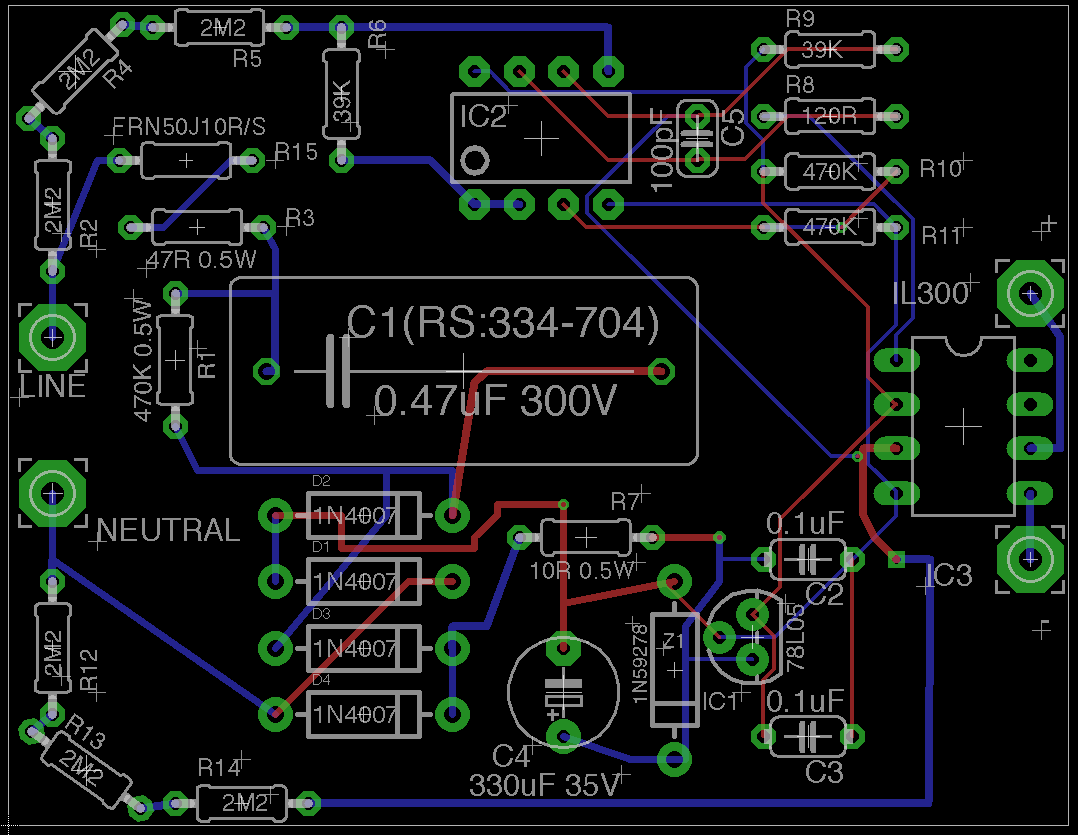 2M2
R5
R6
2M2
R4
39K
R9
39K
IC2
C5
100pF
R8
120R
FRN50J10R/S
R15
470K
R10
2M2
R2
R3
47R 0.5W
470K
R11
IL300
C1(RS:334-704)
0.47uF 300V
470K 0.5W
R1
LINE
NEUTRAL
D2
1N4007
D1
1N4007
D3
1N4007
D4
1N4007
R7
10R 0.5W
0.1uF
C2
IC3
1N5927B
Z1
78L05
IC1
2M2
R12
R13
2M2
R14
2M2
C4
330uF 35V
0.1uF
C3
+
-